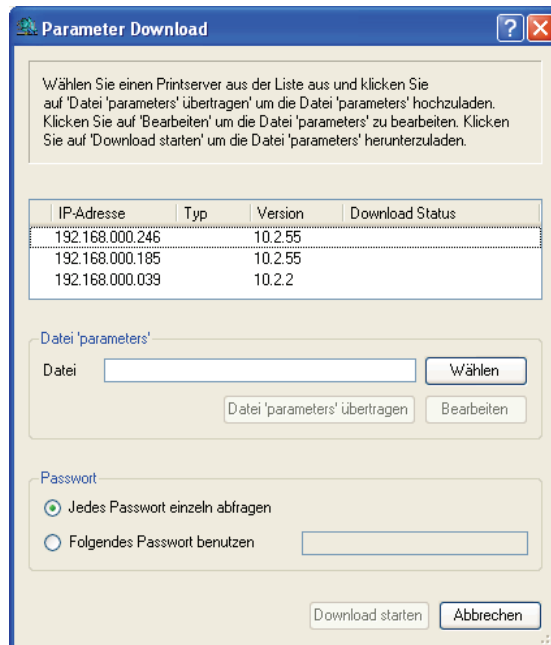 Parameter Download
Wählen Sie einen Printserver aus der Liste aus und klicken Sie
auf 'Datei 'parameters' übertragen' um die Datei 'parameters' hochzuladen.
Klicken Sie auf 'Bearbeiten' um die Datei 'parameters' zu bearbeiten. Klicken
Sie auf 'Download starten' um die Datei 'parameters' herunterzuladen.
IP-Adresse Typ Version Download Status
192.168.000.246 10.2.55
192.168.000.185 10.2.55
192.168.000.039 10.2.2
Datei 'parameters'
Datei Wählen
Datei 'parameters' übertragen Bearbeiten
Passwort
Jedes Passwort einzeln abfragen
Folgendes Passwort benutzen
Download starten Abbrechen